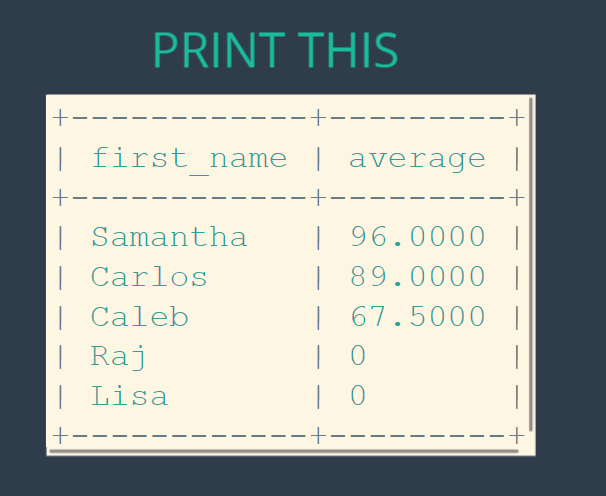 PRINT THIS
+------------+---------+
| first_name | average |
+------------+---------+
| Samantha   | 96.0000 |
| Carlos     | 89.0000 |
| Caleb      | 67.5000 |
| Raj        | 0       |
| Lisa       | 0       |
+------------+---------+